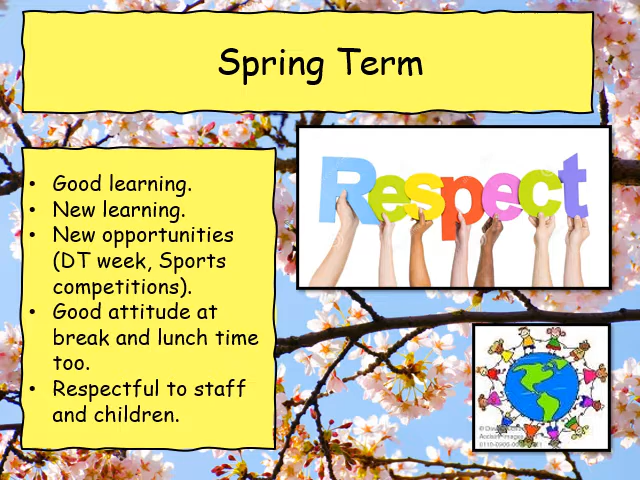 Spring Term
Respect
• Good learning.
• New learning.
• New opportunities
(DT week, Sports
competitions).
• Good attitude at
break and lunch time
too.
• Respectful to staff
and children.